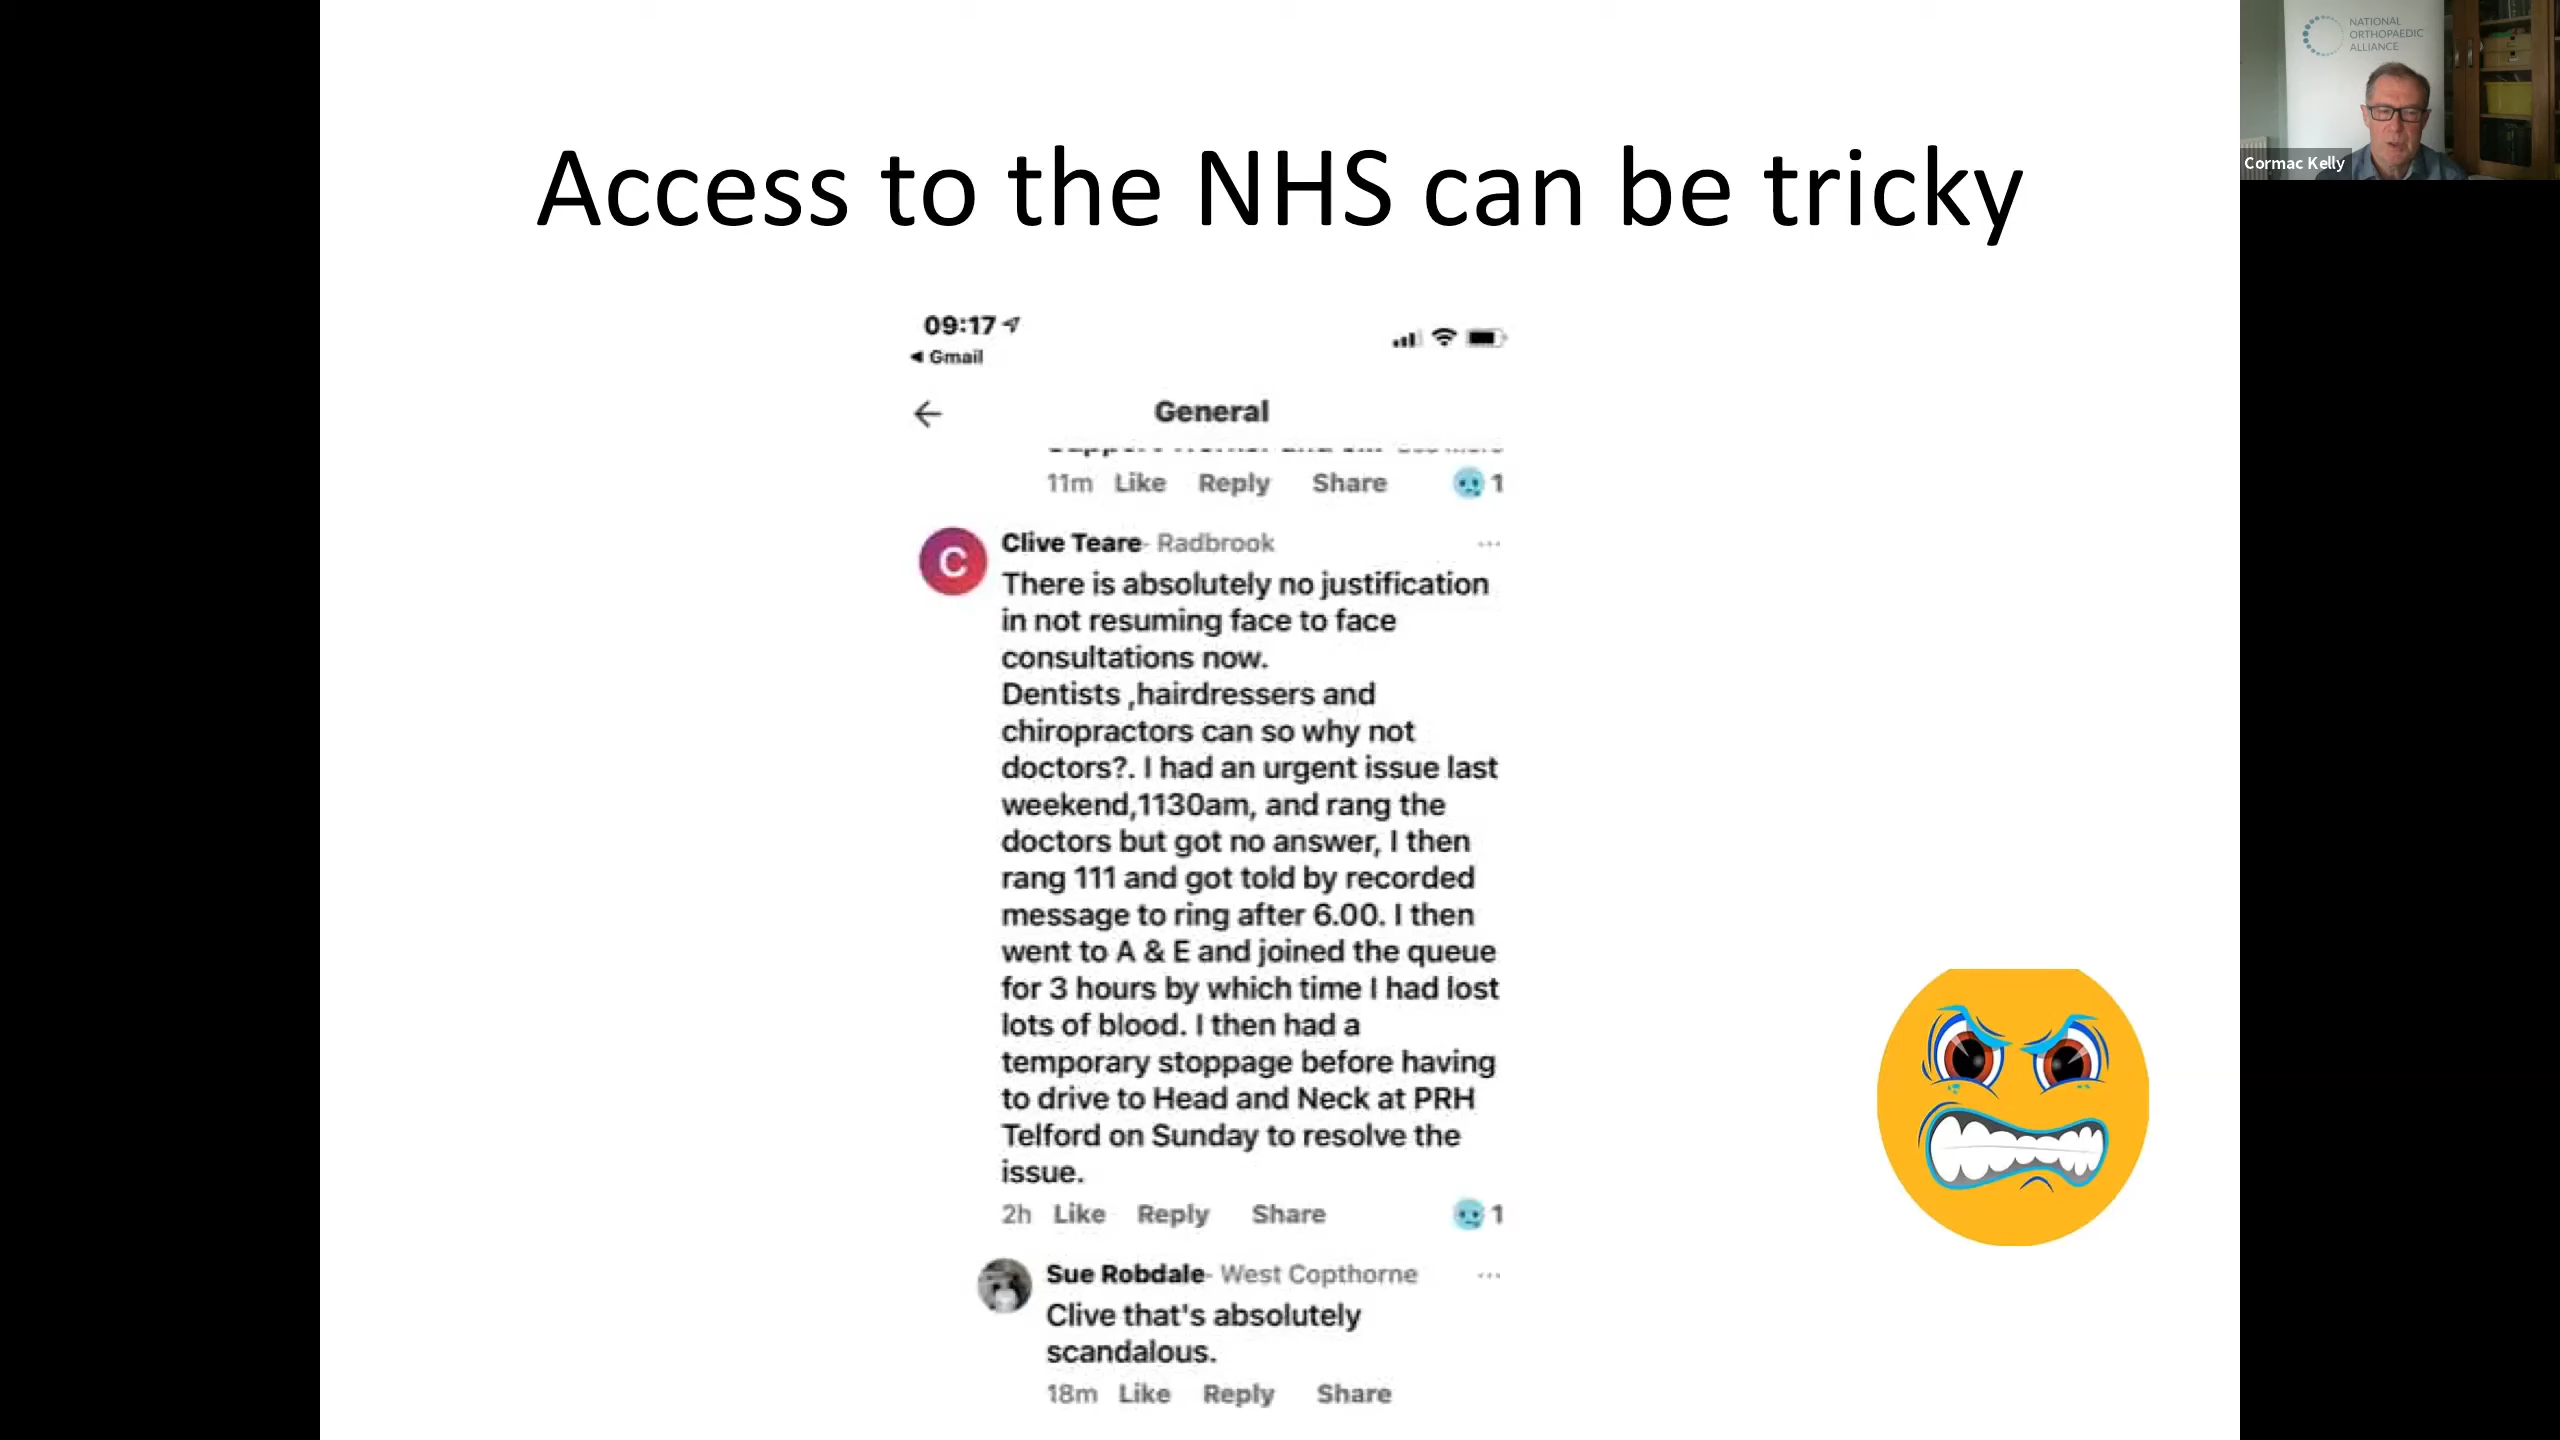 Access to the NHS can be tricky
NATIONAL
ORTHOPAEDIC
ALLIANCE
Cormac Kelly
09:17
Gmail
General
11m Like Reply Share 1
C
Clive Teare - Radbrook ...
There is absolutely no justification
in not resuming face to face
consultations now.
Dentists ,hairdressers and
chiropractors can so why not
doctors?. I had an urgent issue last
weekend,1130am, and rang the
doctors but got no answer, I then
rang 111 and got told by recorded
message to ring after 6.00. I then
went to A & E and joined the queue
for 3 hours by which time I had lost
lots of blood. I then had a
temporary stoppage before having
to drive to Head and Neck at PRH
Telford on Sunday to resolve the
issue.
2h Like Reply Share 1
Sue Robdale - West Copthorne ...
Clive that's absolutely
scandalous.
18m Like Reply Share